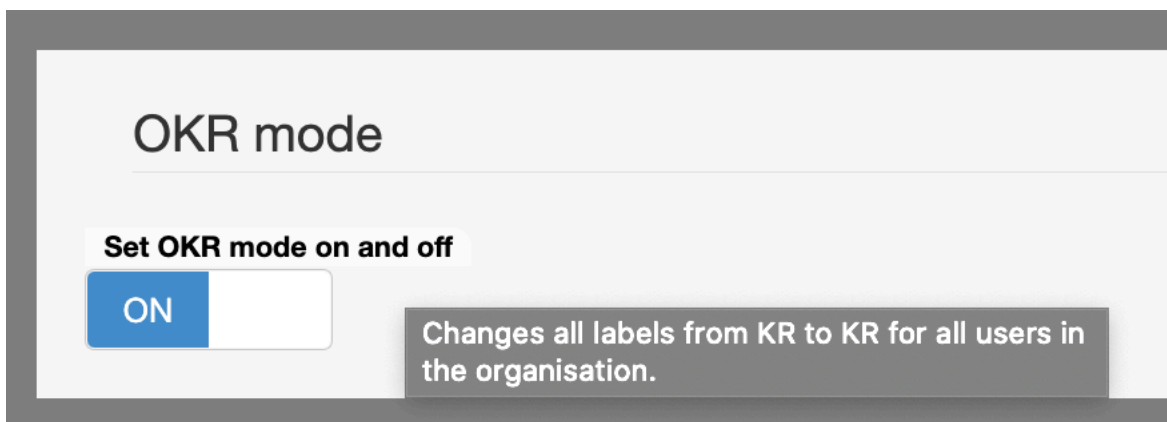 OKR mode
Set OKR mode on and off
ON
Changes all labels from KR to KR for all users in
the organisation.